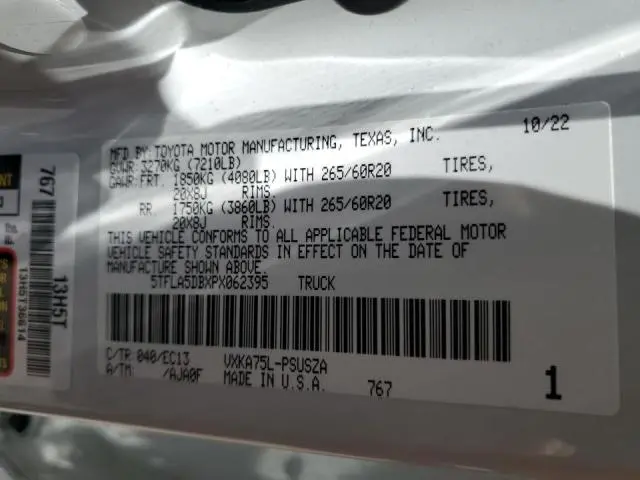 MFD BY:TOYOTA MOTOR MANUFACTURING, TEXAS, INC. 10/22
GVWR 3270KG (7210LB)
GAWR:FRT. 1850KG (4080LB) WITH 265/60R20 TIRES,
20X8J RIMS.
RR. 1750KG (3860LB) WITH 265/60R20 TIRES,
20X8J RIMS.
THIS VEHICLE CONFORMS TO ALL APPLICABLE FEDERAL MOTOR
VEHICLE SAFETY STANDARDS IN EFFECT ON THE DATE OF
MANUFACTURE SHOWN ABOVE.
5TFLA5DBXPX062395 TRUCK
C/TR: 040/EC13 VXKA75L-PSUSZA
A/TM: /AJA0F MADE IN U.S.A. 767 1
767 13H5T
13H5T36614